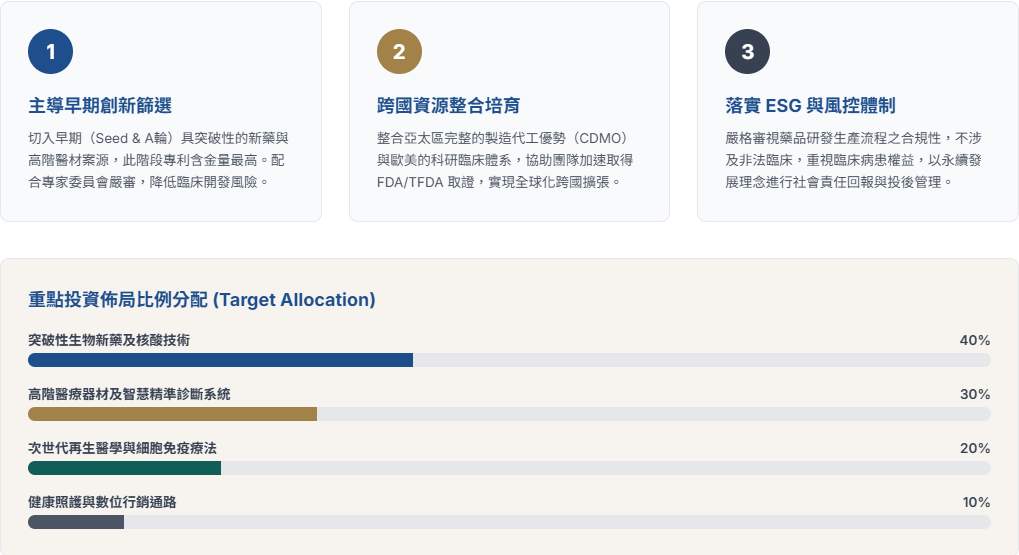 1
主導早期創新篩選
切入早期（Seed & A輪）具突破性的新藥與
高階醫材案源，此階段專利含金量最高。配
合專家委員會嚴審，降低臨床開發風險。
2
跨國資源整合培育
整合亞太區完整的製造代工優勢（CDMO）
與歐美的科研臨床體系，協助團隊加速取得
FDA/TFDA 取證，實現全球化跨國擴張。
3
落實 ESG 與風控體制
嚴格審視藥品研發生產流程之合規性，不涉
及非法臨床，重視臨床病患權益，以永續發
展理念進行社會責任回報與投後管理。
重點投資佈局比例分配 (Target Allocation)
突破性生物新藥及核酸技術 40%
高階醫療器材及智慧精準診斷系統 30%
次世代再生醫學與細胞免疫療法 20%
健康照護與數位行銷通路 10%